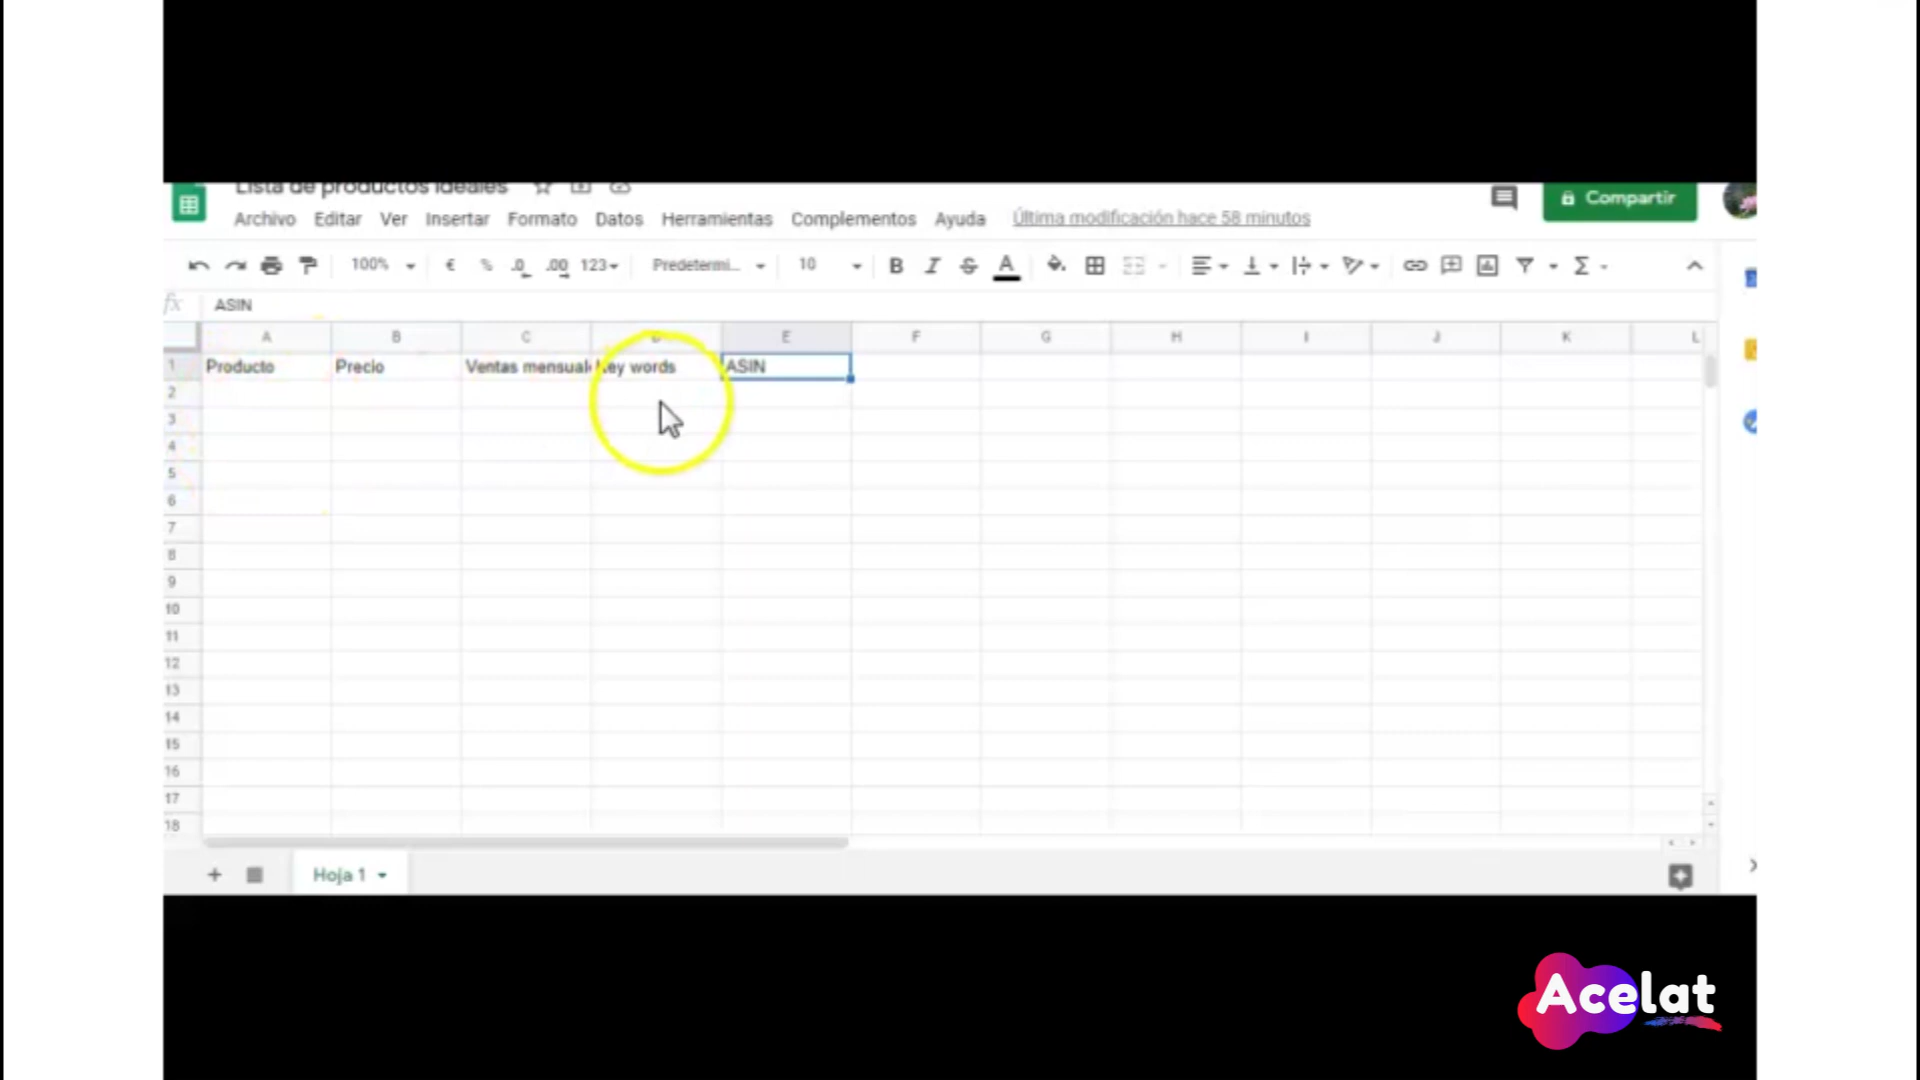 Lista de productos ideales
Archivo Editar Ver Insertar Formato Datos Herramientas Complementos Ayuda Última modificación hace 58 minutos
Compartir
100% € % .0 .00 123 Predetermi... 10 B I S A Σ
fx ASIN
A B C D E F G H I J K L
1 Producto Precio Ventas mensual Key words ASIN
2
3
4
5
6
7
8
9
10
11
12
13
14
15
16
17
18
Hoja 1
Acelat